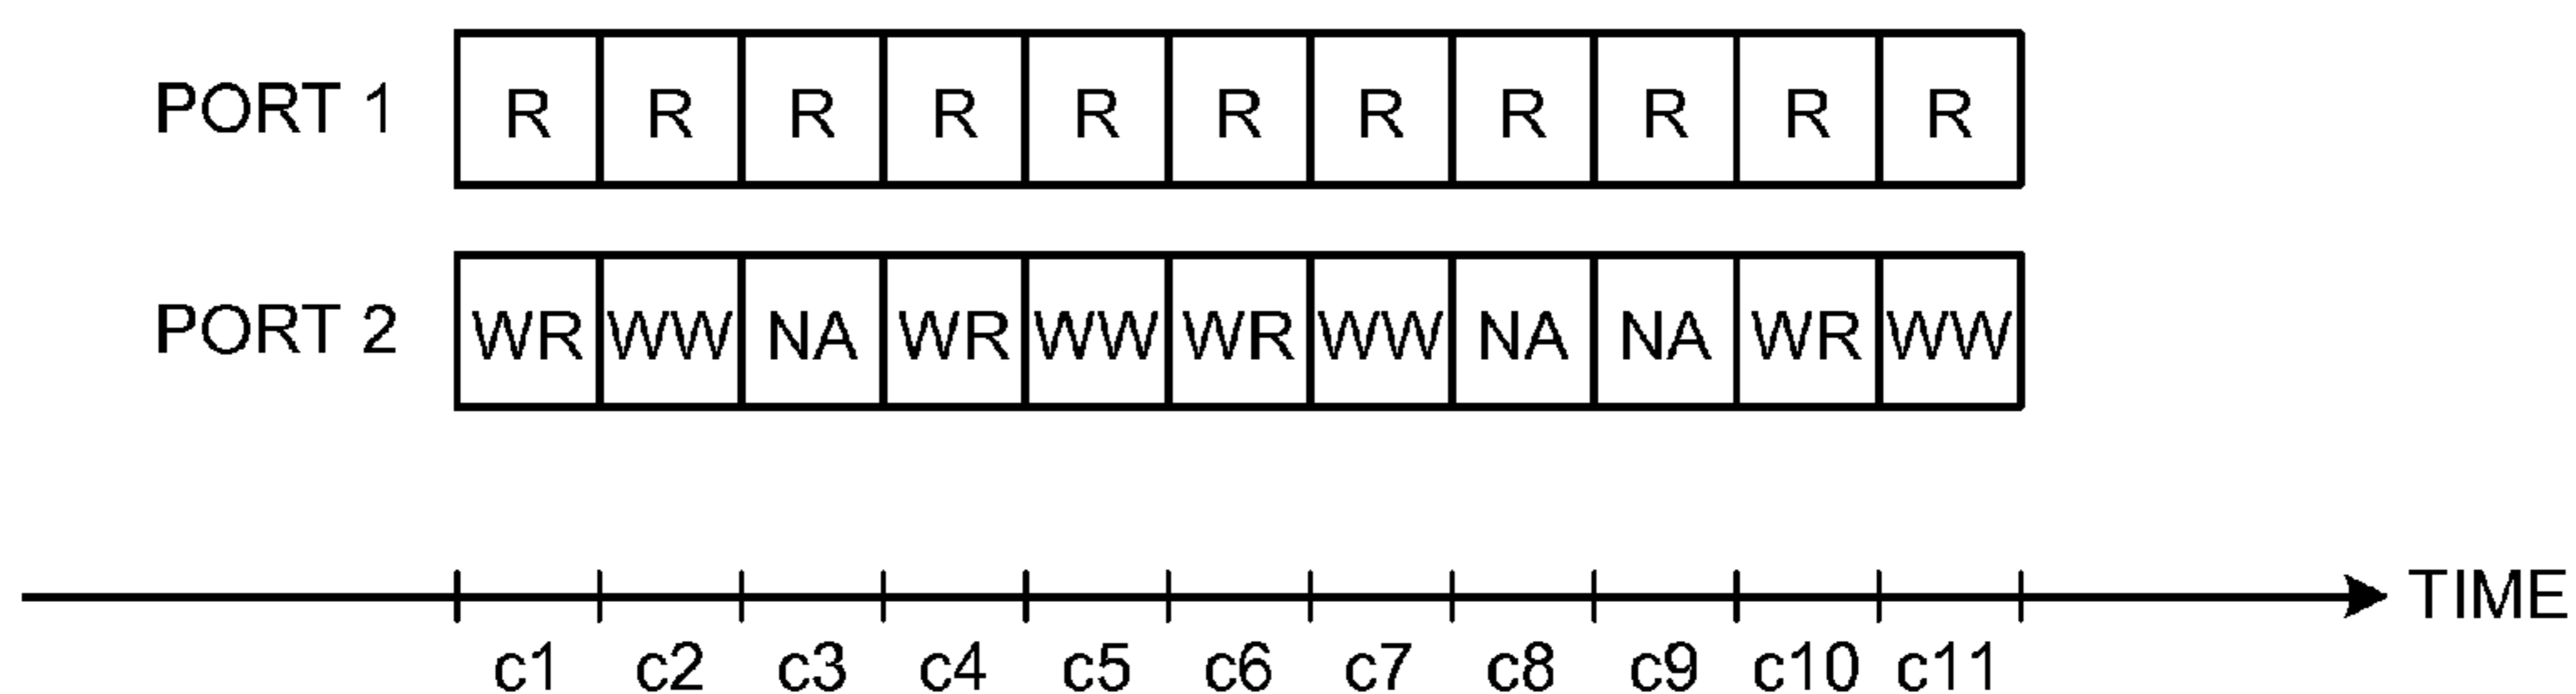 PORT 1 R R R R R R R R R R R
PORT 2 WR WW NA WR WW WR WW NA NA WR WW
TIME
c1 c2 c3 c4 c5 c6 c7 c8 c9 c10 c11